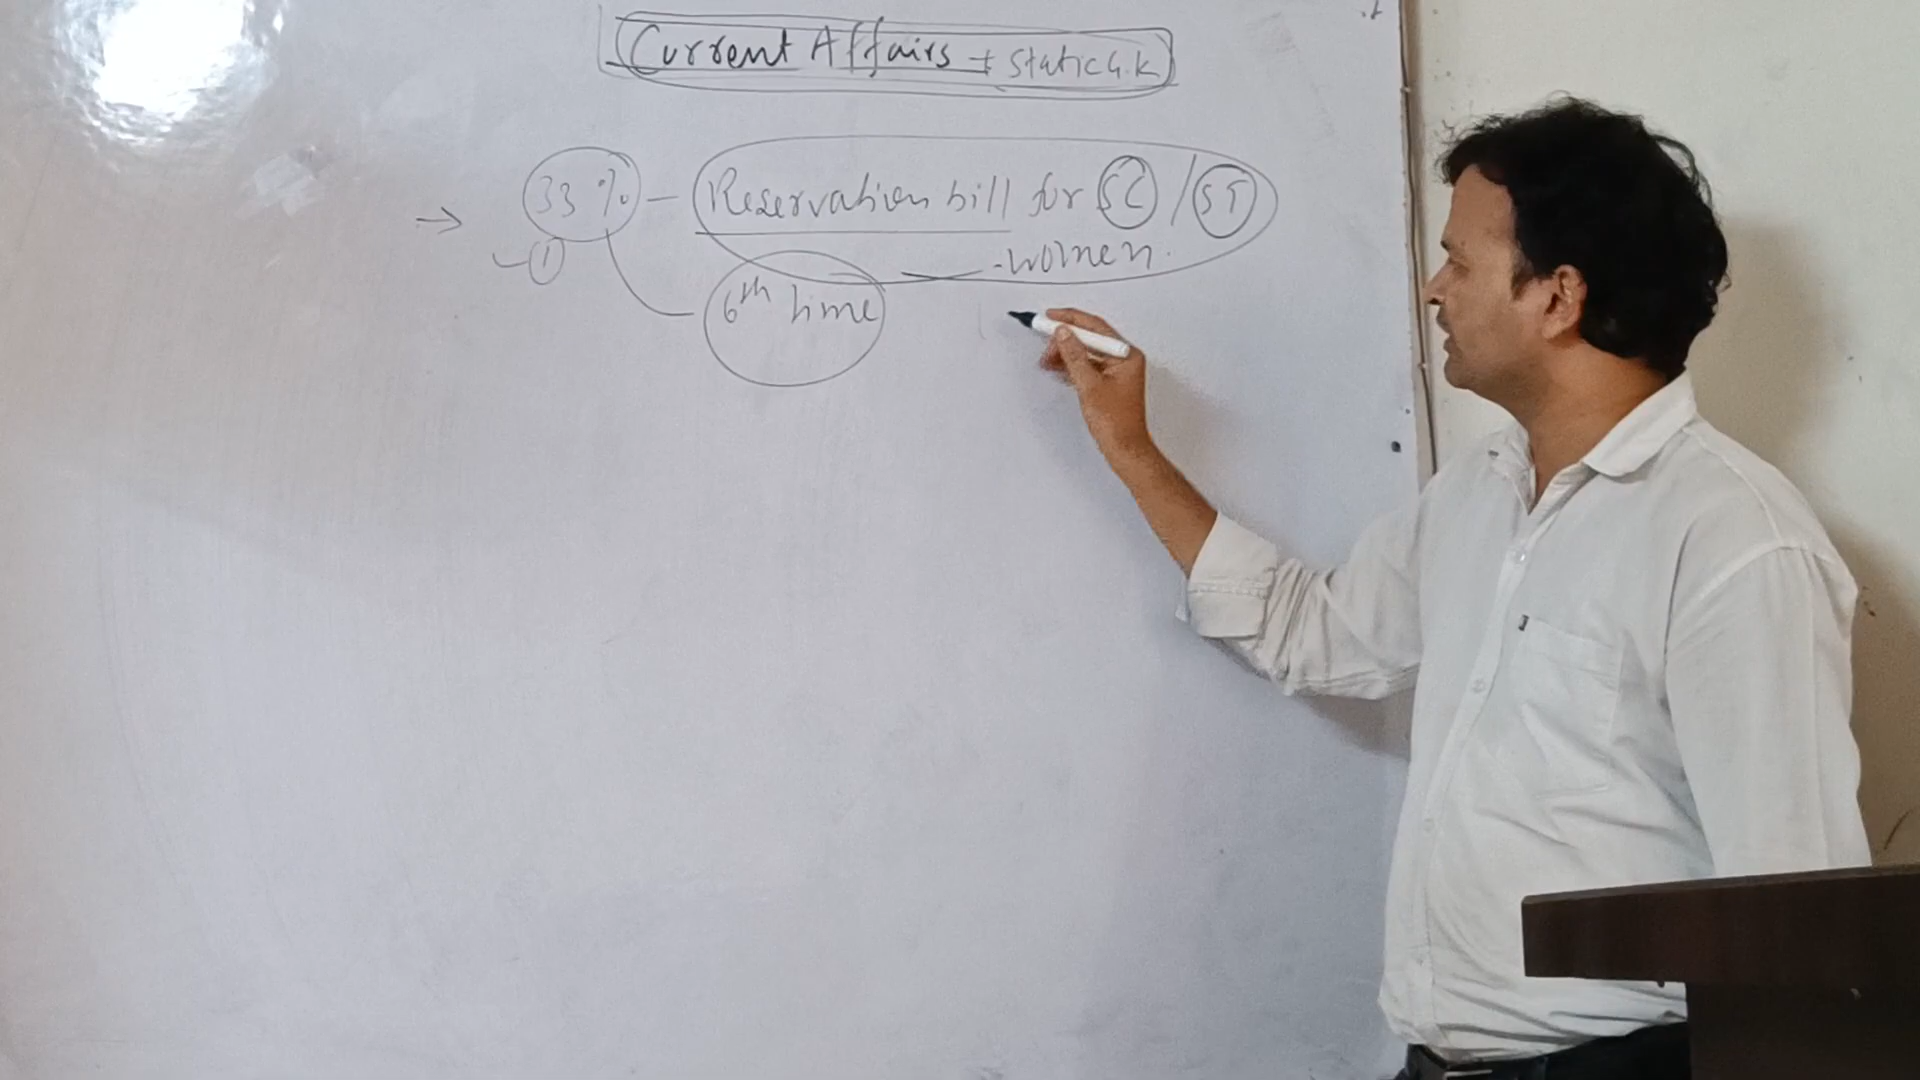 Current Affairs + Static G.K
→ 33% - Reservation bill for SC / ST
- women.
①
6th time